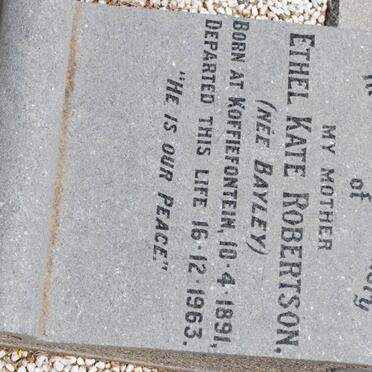 of
MY MOTHER
ETHEL KATE ROBERTSON.
(NÉE BAYLEY)
BORN AT KOFFIEFONTEIN, 10·4·1891,
DEPARTED THIS LIFE 16·12·1963.
"HE IS OUR PEACE."